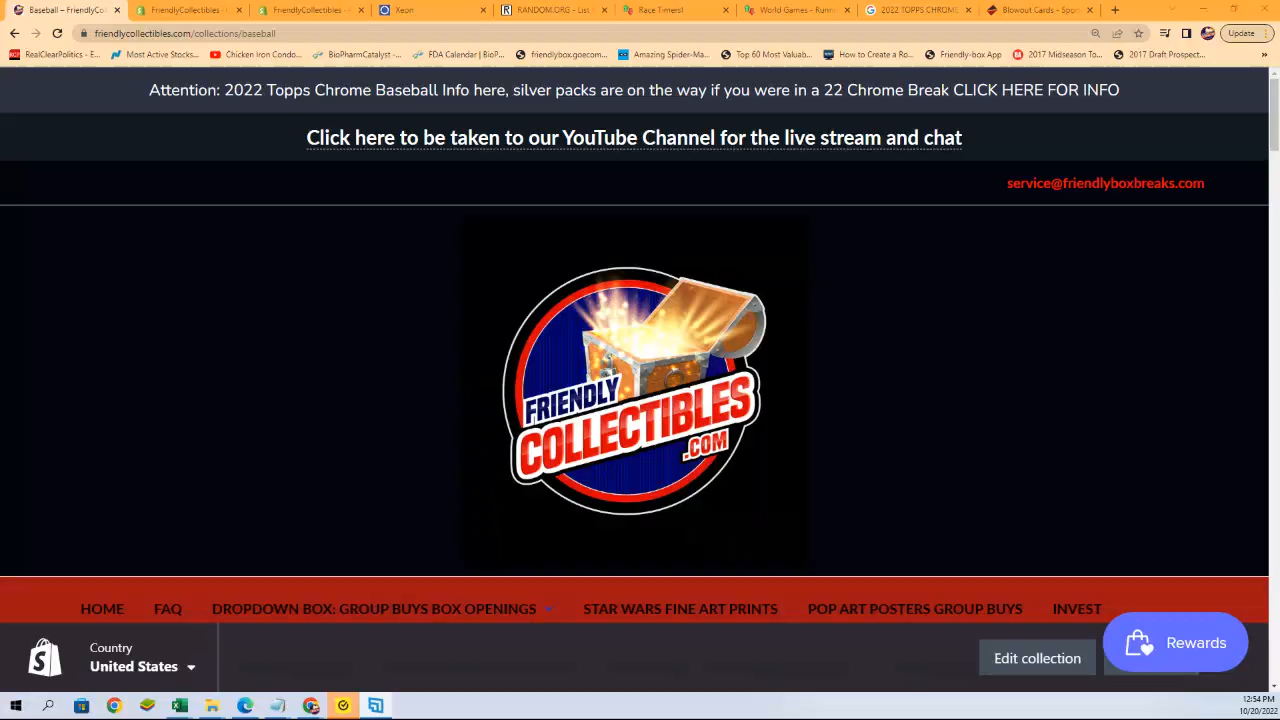 Baseball – FriendlyCo
FriendlyCollectibles ·
FriendlyCollectibles ·
Xeon
RANDOM.ORG - List
Race Timers!
World Games – Runn
2022 TOPPS CHROME
Blowout Cards – Spo
friendlycollectibles.com/collections/baseball
Update
RealClearPolitics - E...
Most Active Stocks...
Chicken Iron Condo...
BioPharmCatalyst -...
FDA Calendar | BioP...
friendlybox.goecom...
Amazing Spider-Ma...
Top 60 Most Valuab...
How to Create a Ro...
Friendly-box App
2017 Midseason To...
2017 Draft Prospect...
Attention: 2022 Topps Chrome Baseball Info here, silver packs are on the way if you were in a 22 Chrome Break CLICK HERE FOR INFO
Click here to be taken to our YouTube Channel for the live stream and chat
service@friendlyboxbreaks.com
FRIENDLY
COLLECTIBLES
.COM
HOME FAQ DROPDOWN BOX: GROUP BUYS BOX OPENINGS STAR WARS FINE ART PRINTS POP ART POSTERS GROUP BUYS INVEST
Country
United States
Edit collection
Rewards
12:54 PM
10/20/2022